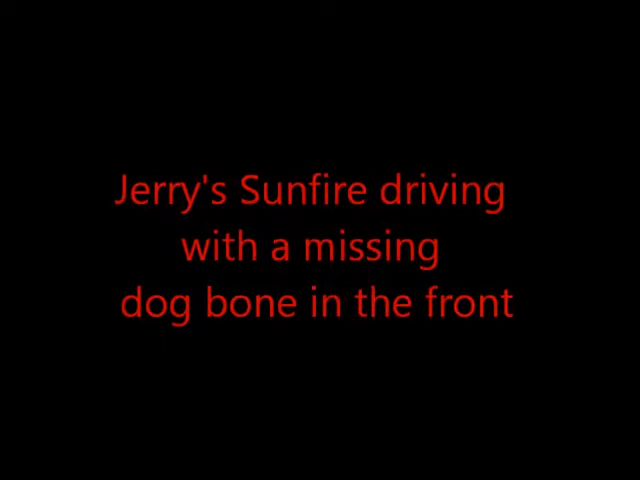 Jerry's Sunfire driving
with a missing
dog bone in the front